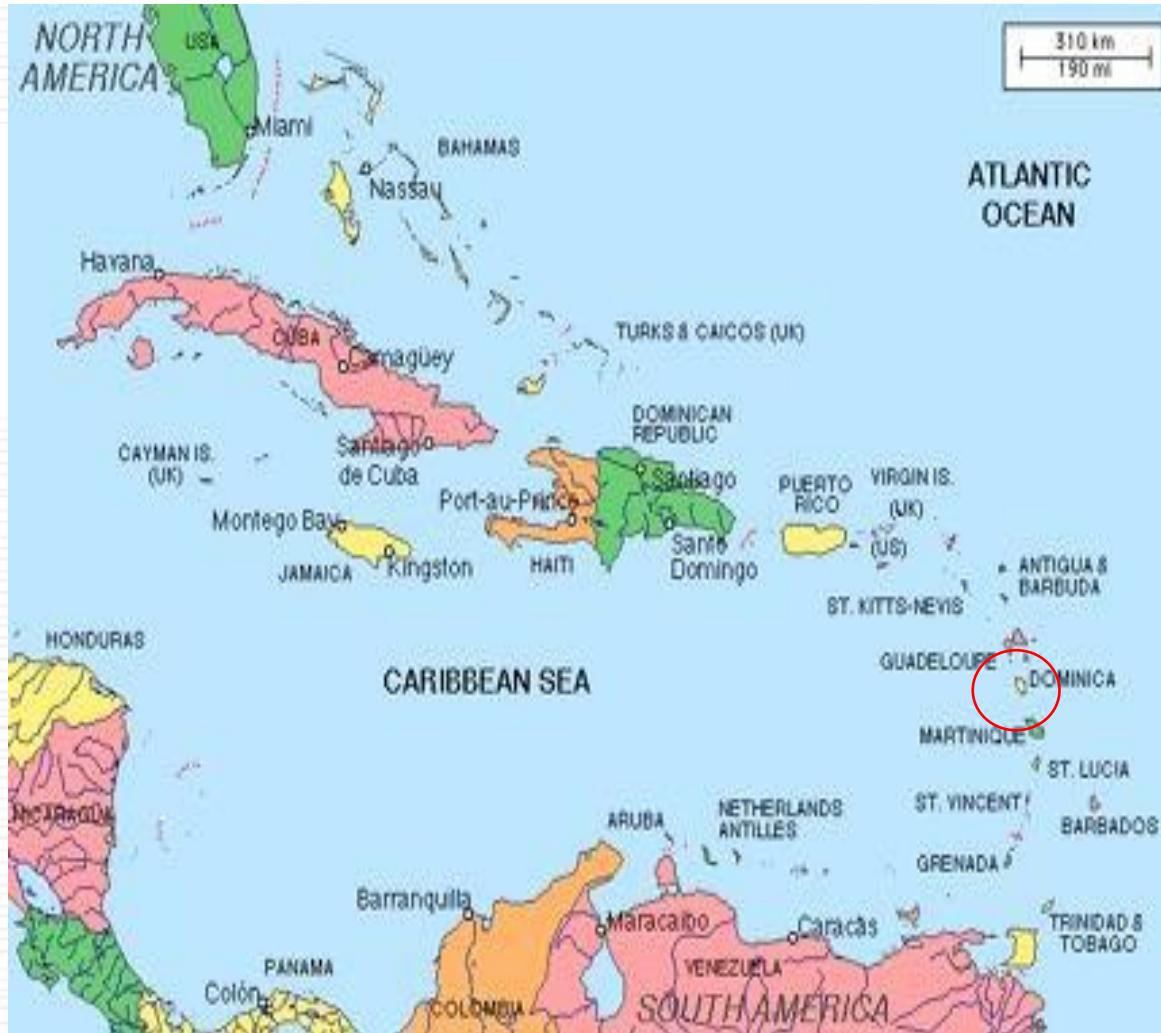 NORTH
AMERICA
USA
310 km
190 mi
Miami
BAHAMAS
Nassau
ATLANTIC
OCEAN
Havana
CUBA
Camagüey
TURKS & CAICOS (UK)
DOMINICAN
REPUBLIC
CAYMAN IS.
(UK)
Santiago
de Cuba
Port-au-Prince
Santiago
PUERTO
RICO
VIRGIN IS.
(UK)
(US)
Montego Bay
JAMAICA
Kingston
HAITI
Santo
Domingo
ANTIGUA &
BARBUDA
ST. KITTS-NEVIS
HONDURAS
GUADELOUPE
CARIBBEAN SEA
DOMINICA
MARTINIQUE
ST. LUCIA
NICARAGUA
ARUBA
NETHERLANDS
ANTILLES
ST. VINCENT
BARBADOS
GRENADA
Barranquilla
Maracaibo
Caracas
TRINIDAD &
TOBAGO
PANAMA
Colón
COLOMBIA
VENEZUELA
SOUTH AMERICA